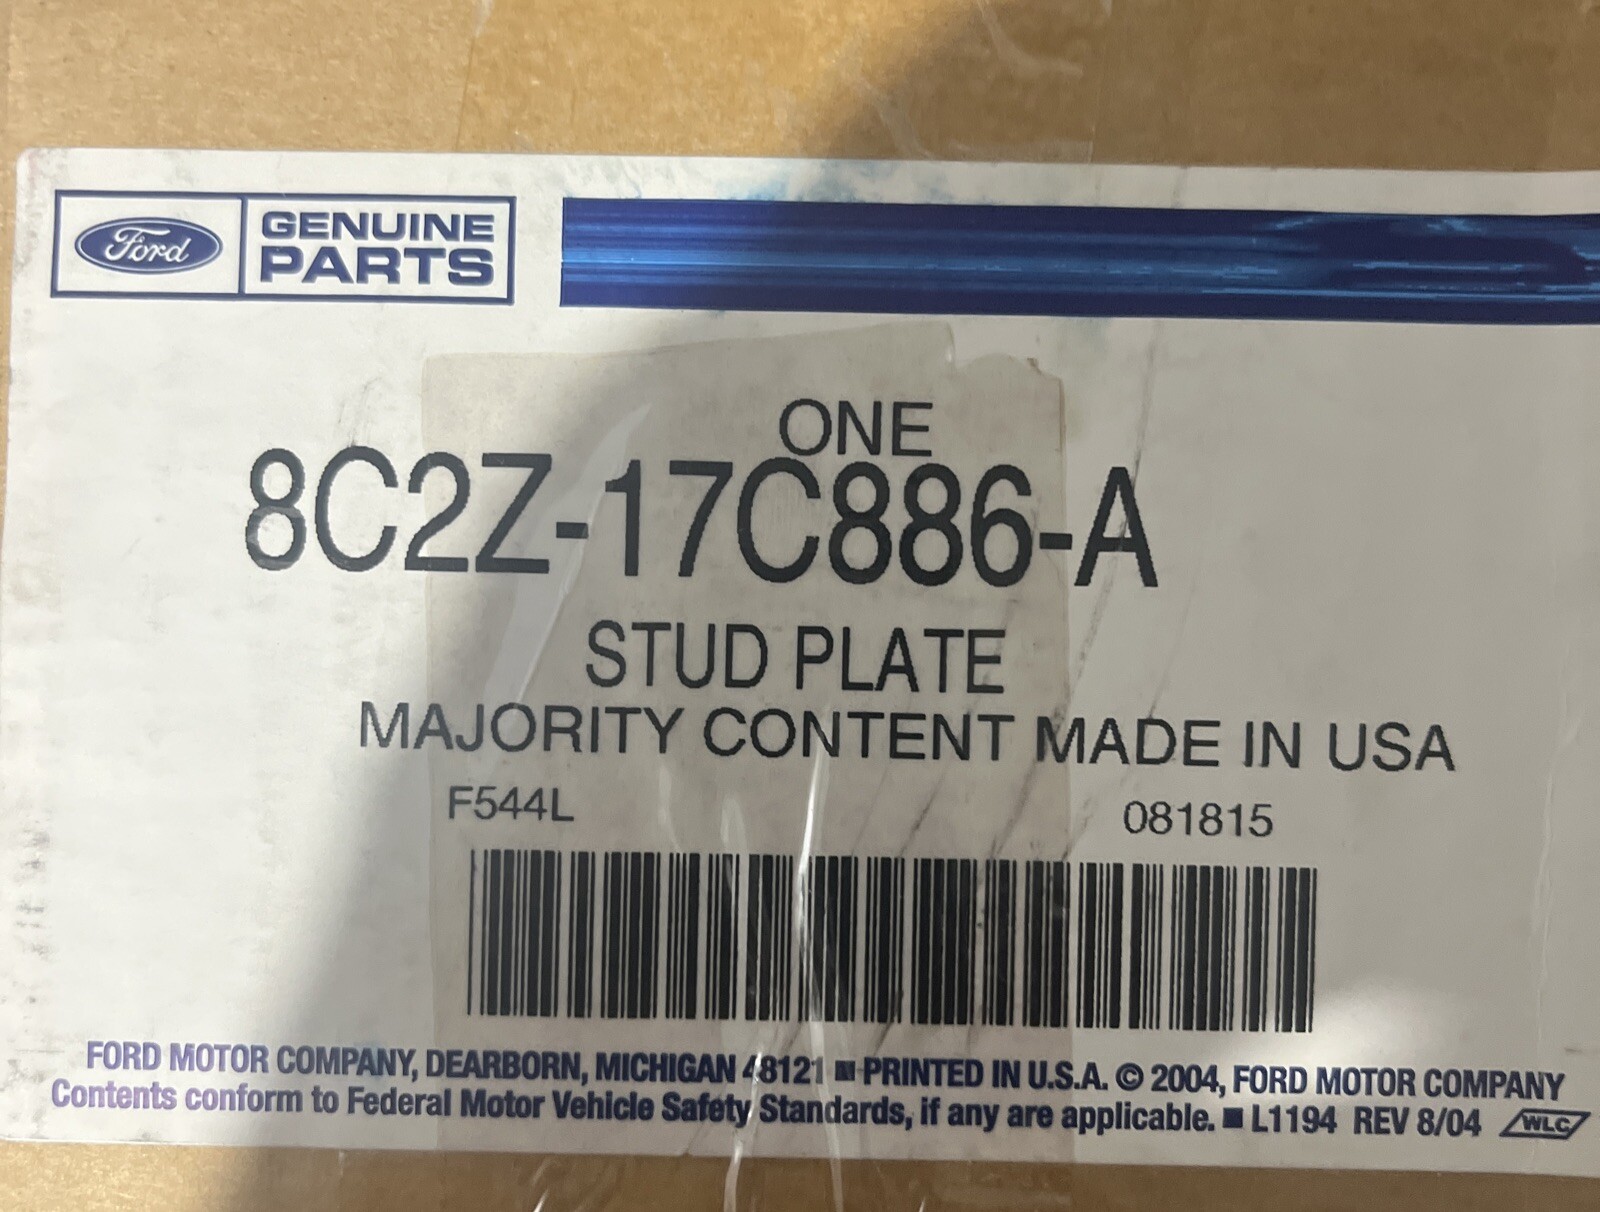 Ford
GENUINE
PARTS
ONE
8C2Z-17C886-A
STUD PLATE
MAJORITY CONTENT MADE IN USA
F544L 081815
FORD MOTOR COMPANY, DEARBORN, MICHIGAN 48121 ■ PRINTED IN U.S.A. © 2004, FORD MOTOR COMPANY
Contents conform to Federal Motor Vehicle Safety Standards, if any are applicable. ■ L1194 REV 8/04 WLC